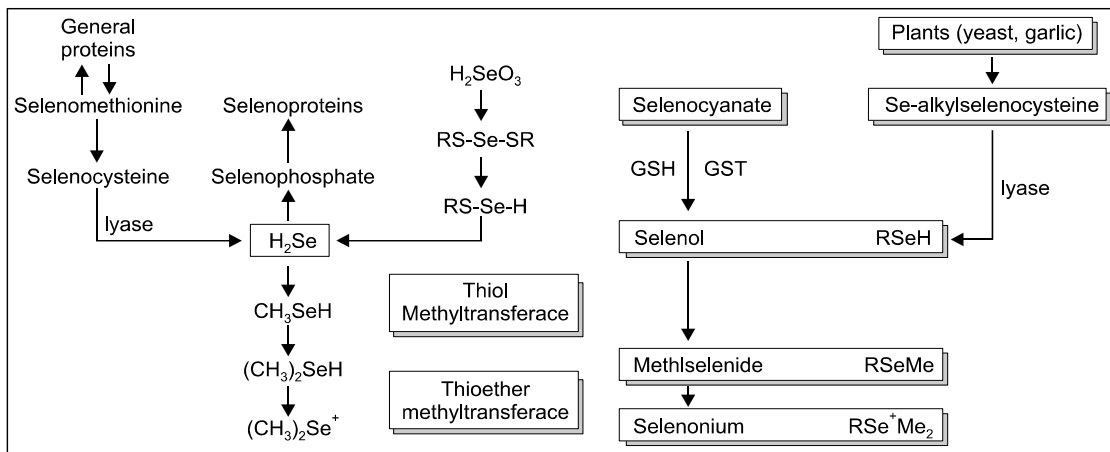 General
proteins
Selenomethionine
Selenocysteine
lyase
Selenoproteins
Selenophosphate
H₂Se
CH₃SeH
(CH₃)₂SeH
(CH₃)₂Se⁺
H₂SeO₃
RS-Se-SR
RS-Se-H
Thiol
Methyltransferace
Thioether
methyltransferace
Selenocyanate
GSH GST
Selenol RSeH
Methlselenide RSeMe
Selenonium RSe⁺Me₂
Plants (yeast, garlic)
Se-alkylselenocysteine
lyase